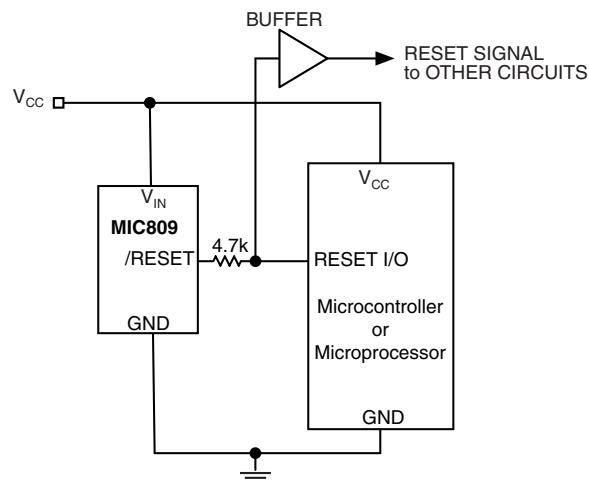 BUFFER
RESET SIGNAL
to OTHER CIRCUITS
VCC
VIN
MIC809
/RESET
GND
4.7k
VCC
RESET I/O
Microcontroller
or
Microprocessor
GND